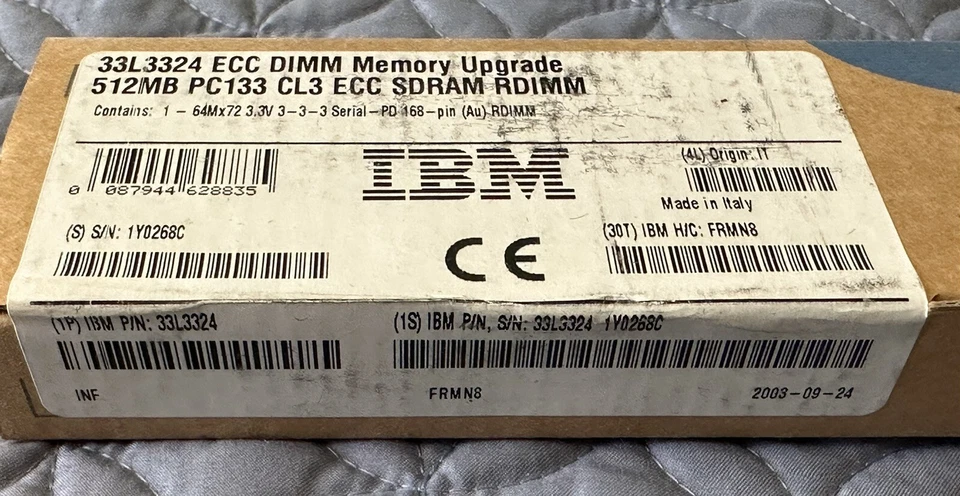 33L3324 ECC DIMM Memory Upgrade
512MB PC133 CL3 ECC SDRAM RDIMM
Contains: 1 - 64Mx72 3.3V 3-3-3 Serial-PD 168-pin (Au) RDIMM
0 087944 628835
IBM
(4L) Origin: IT
Made in Italy
(S) S/N: 1Y0268C
CE
(30T) IBM H/C: FRMN8
(1P) IBM P/N: 33L3324
(1S) IBM P/N, S/N: 33L3324 1Y0268C
INF
FRMN8
2003-09-24